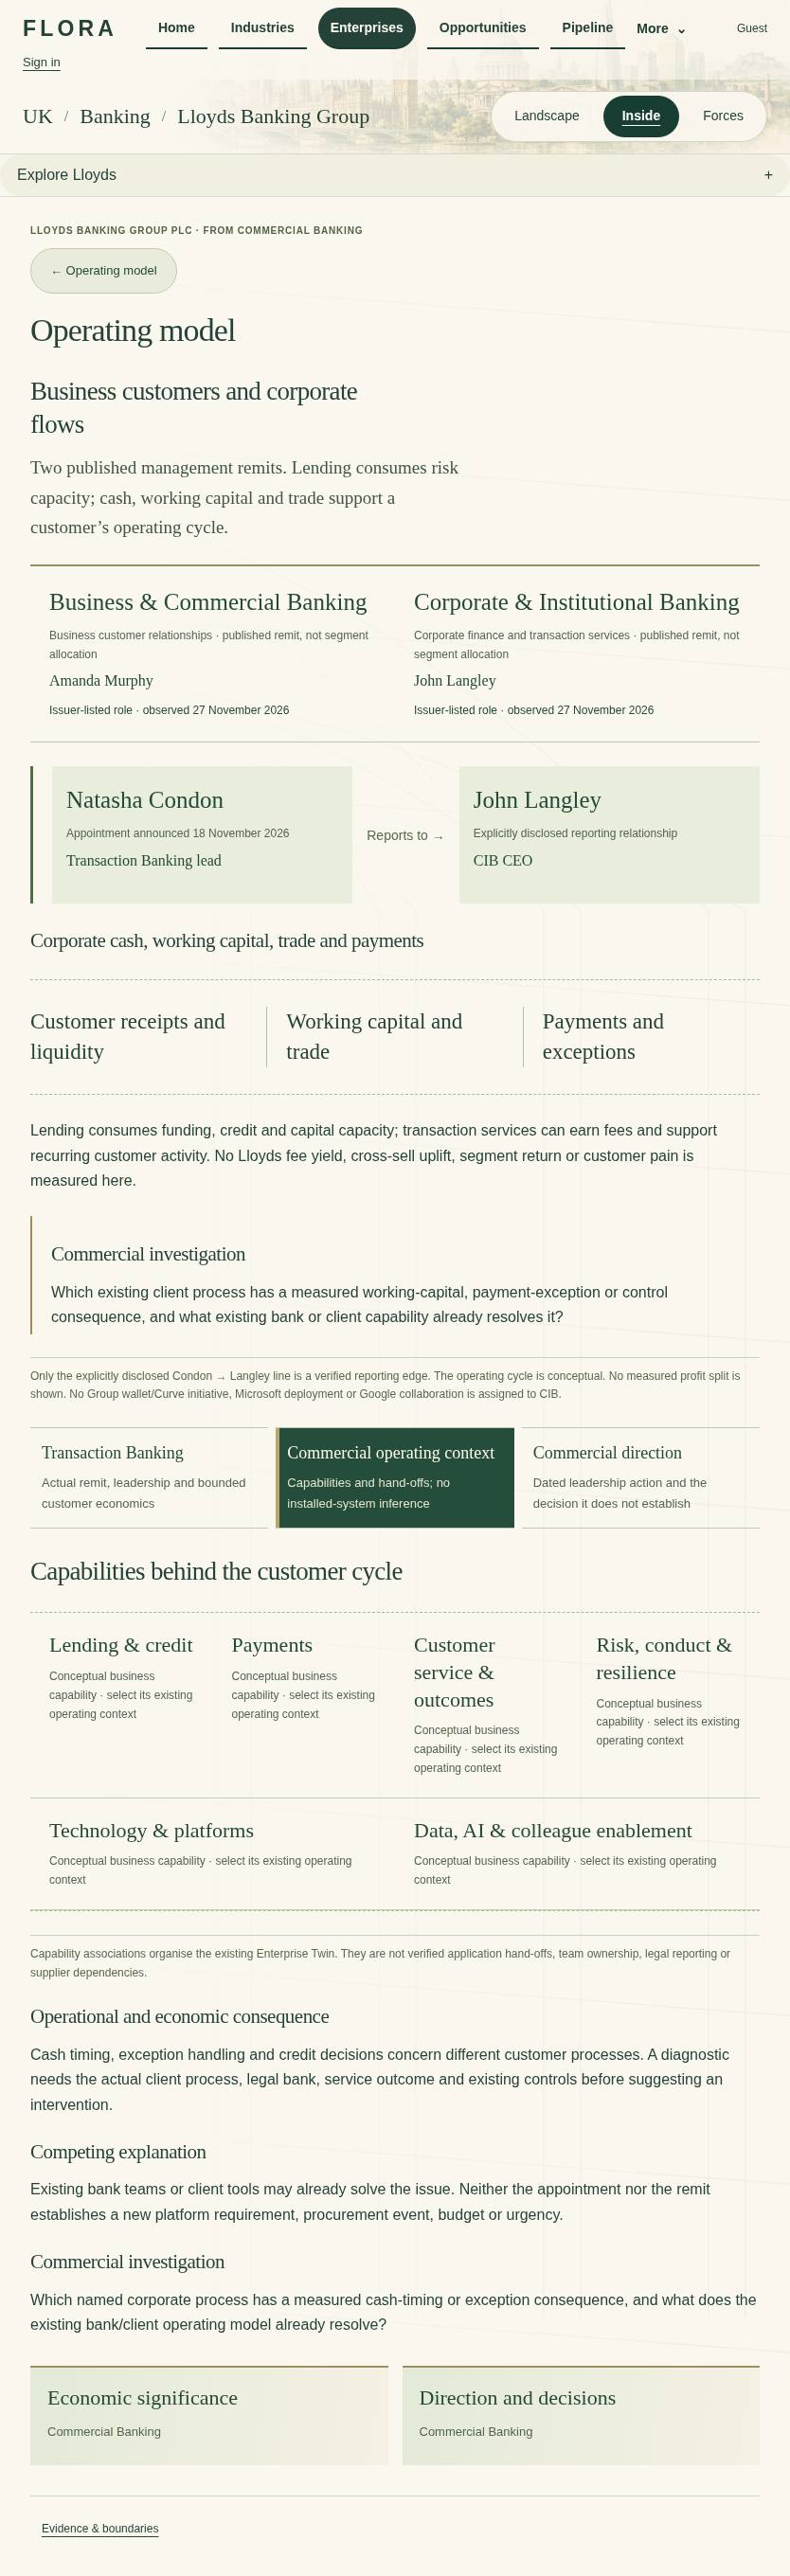 FLORA
Home
Industries
Enterprises
Opportunities
Pipeline
More ⌄
Guest
Sign in
UK / Banking / Lloyds Banking Group
Landscape
Inside
Forces
Explore Lloyds
+
LLOYDS BANKING GROUP PLC · FROM COMMERCIAL BANKING
← Operating model
Operating model
Business customers and corporate
flows
Two published management remits. Lending consumes risk
capacity; cash, working capital and trade support a
customer’s operating cycle.
Business & Commercial Banking
Business customer relationships · published remit, not segment
allocation
Amanda Murphy
Issuer-listed role · observed 27 November 2026
Corporate & Institutional Banking
Corporate finance and transaction services · published remit, not
segment allocation
John Langley
Issuer-listed role · observed 27 November 2026
Natasha Condon
Appointment announced 18 November 2026
Transaction Banking lead
Reports to →
John Langley
Explicitly disclosed reporting relationship
CIB CEO
Corporate cash, working capital, trade and payments
Customer receipts and
liquidity
Working capital and
trade
Payments and
exceptions
Lending consumes funding, credit and capital capacity; transaction services can earn fees and support
recurring customer activity. No Lloyds fee yield, cross-sell uplift, segment return or customer pain is
measured here.
Commercial investigation
Which existing client process has a measured working-capital, payment-exception or control
consequence, and what existing bank or client capability already resolves it?
Only the explicitly disclosed Condon → Langley line is a verified reporting edge. The operating cycle is conceptual. No measured profit split is
shown. No Group wallet/Curve initiative, Microsoft deployment or Google collaboration is assigned to CIB.
Transaction Banking
Actual remit, leadership and bounded
customer economics
Commercial operating context
Capabilities and hand-offs; no
installed-system inference
Commercial direction
Dated leadership action and the
decision it does not establish
Capabilities behind the customer cycle
Lending & credit
Conceptual business
capability · select its existing
operating context
Payments
Conceptual business
capability · select its existing
operating context
Customer
service &
outcomes
Conceptual business
capability · select its existing
operating context
Risk, conduct &
resilience
Conceptual business
capability · select its existing
operating context
Technology & platforms
Conceptual business capability · select its existing operating
context
Data, AI & colleague enablement
Conceptual business capability · select its existing operating
context
Capability associations organise the existing Enterprise Twin. They are not verified application hand-offs, team ownership, legal reporting or
supplier dependencies.
Operational and economic consequence
Cash timing, exception handling and credit decisions concern different customer processes. A diagnostic
needs the actual client process, legal bank, service outcome and existing controls before suggesting an
intervention.
Competing explanation
Existing bank teams or client tools may already solve the issue. Neither the appointment nor the remit
establishes a new platform requirement, procurement event, budget or urgency.
Commercial investigation
Which named corporate process has a measured cash-timing or exception consequence, and what does the
existing bank/client operating model already resolve?
Economic significance
Commercial Banking
Direction and decisions
Commercial Banking
Evidence & boundaries